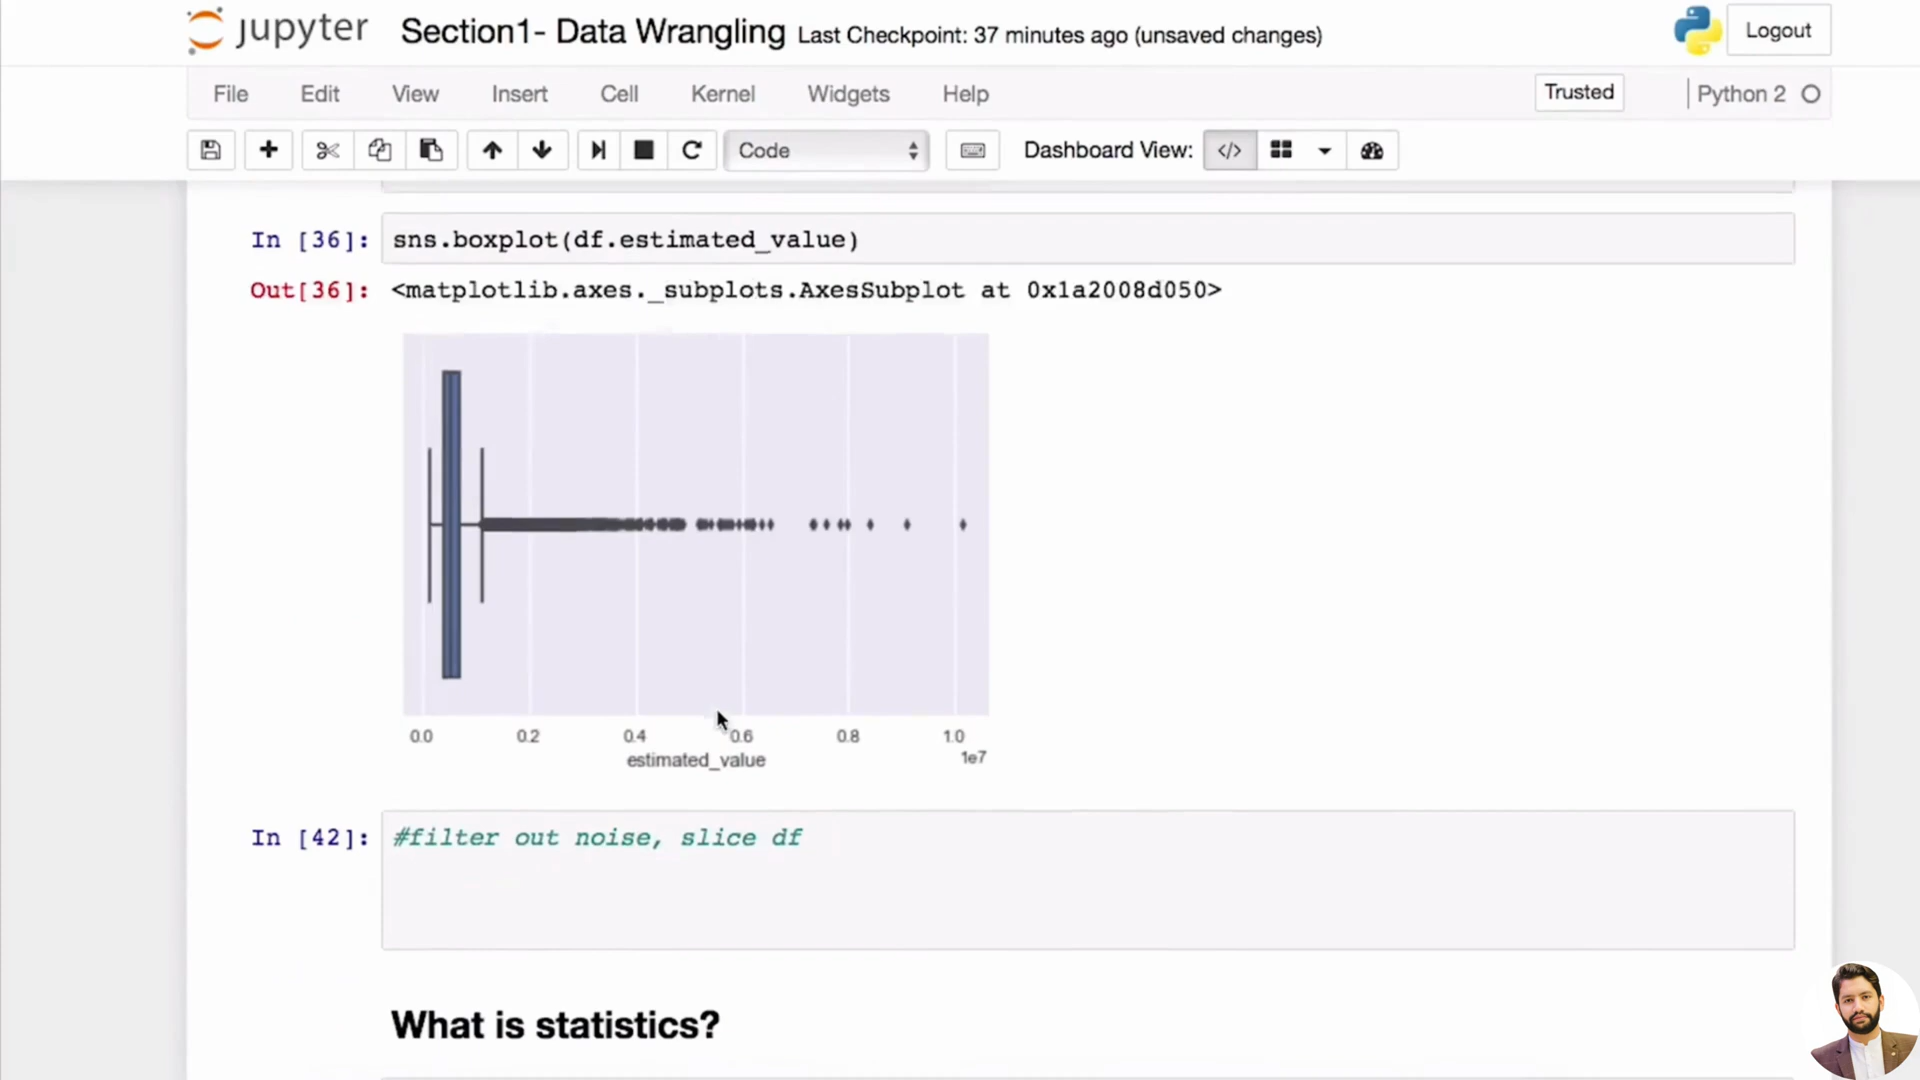 jupyter Section1- Data Wrangling Last Checkpoint: 37 minutes ago (unsaved changes) Logout
File Edit View Insert Cell Kernel Widgets Help Trusted Python 2
Code Dashboard View: </>
In [36]: sns.boxplot(df.estimated_value)
Out[36]: <matplotlib.axes._subplots.AxesSubplot at 0x1a2008d050>
0.0 0.2 0.4 0.6 0.8 1.0
estimated_value 1e7
In [42]: #filter out noise, slice df
What is statistics?